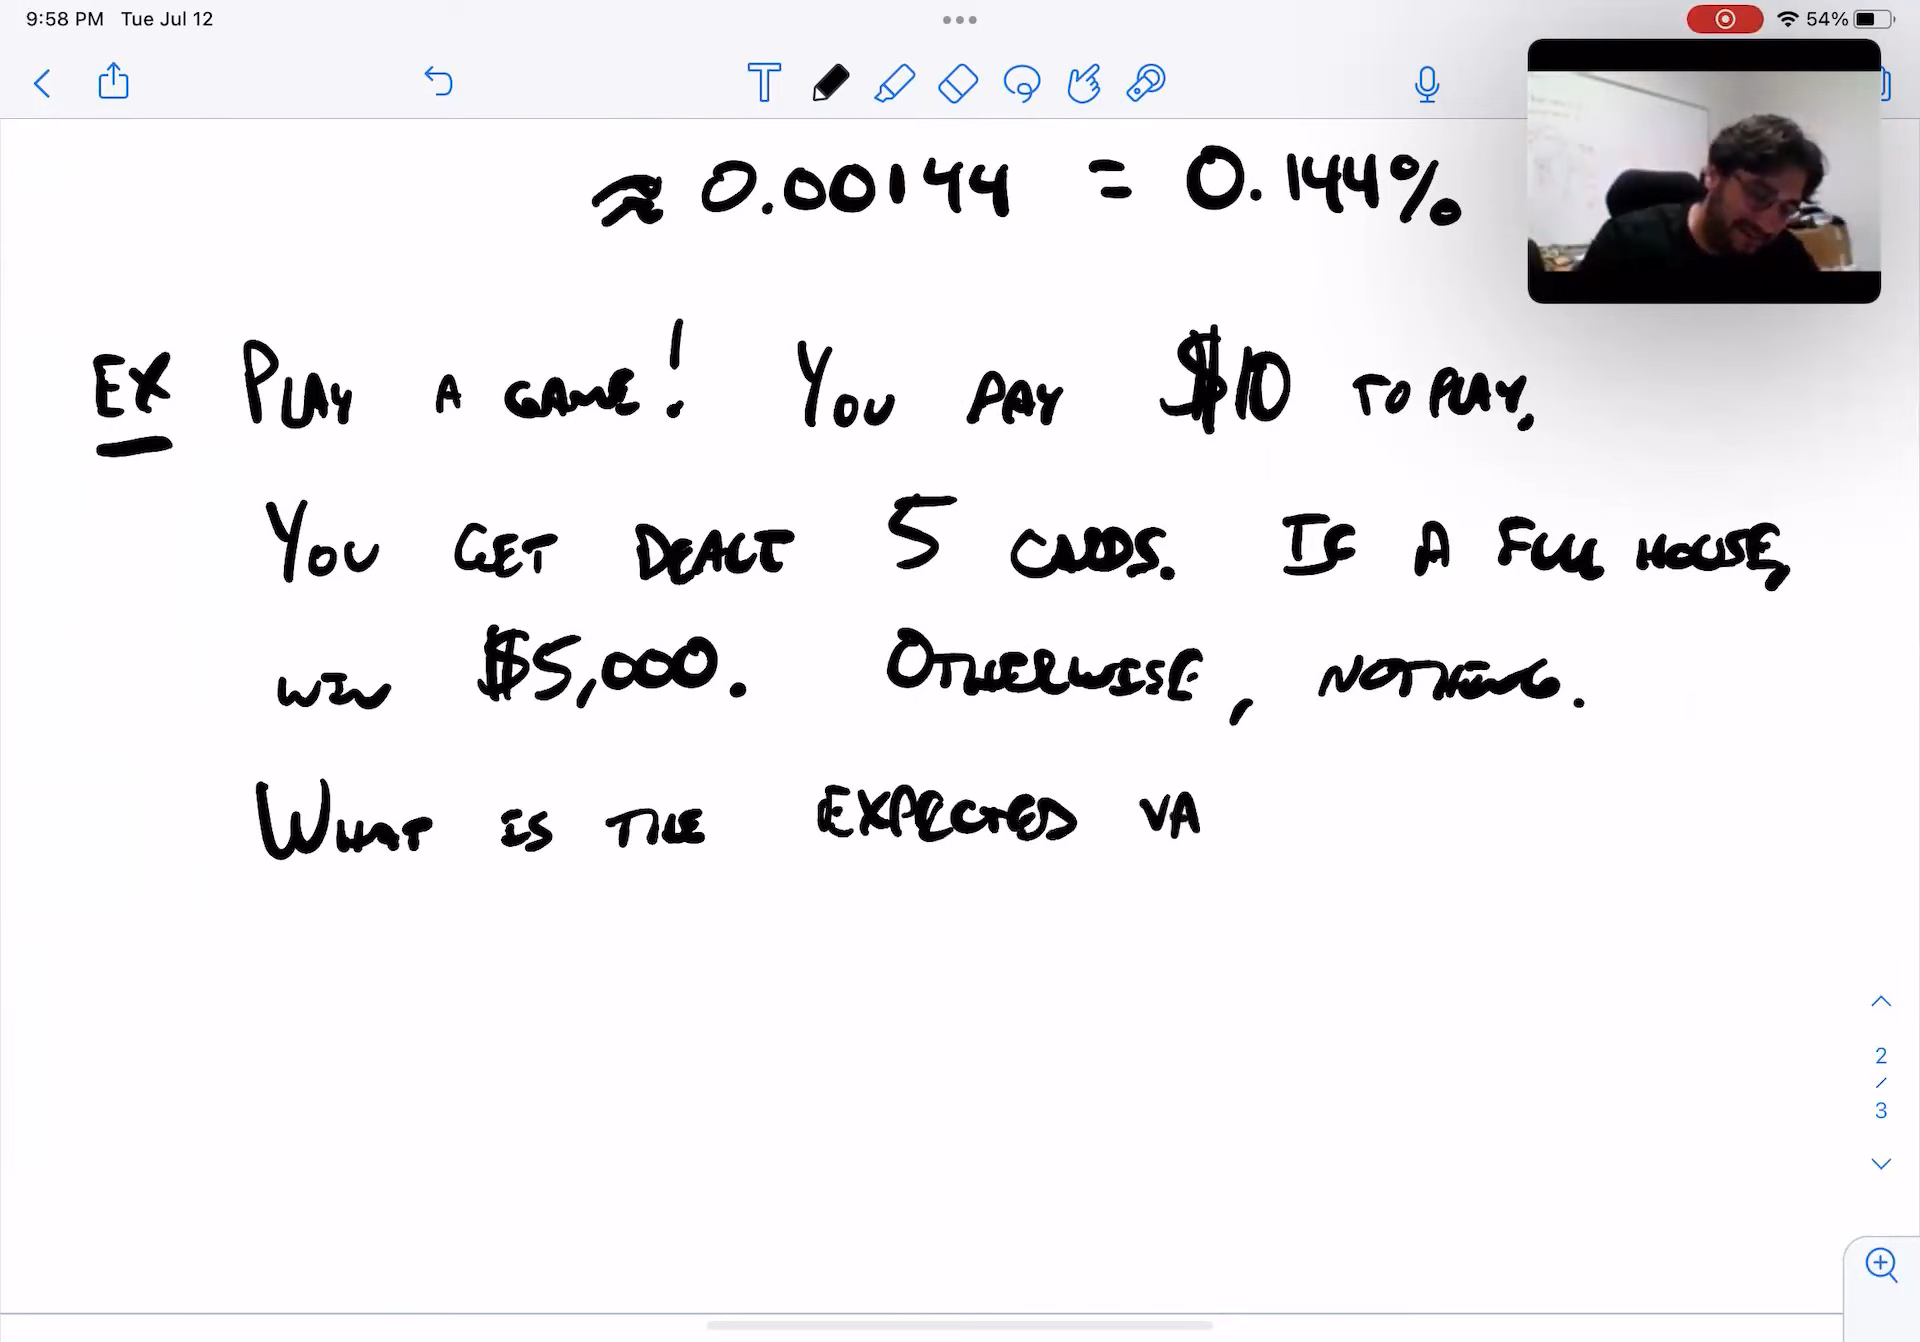 9:58 PM Tue Jul 12
54%
≈ 0.00144 = 0.144%
EX PLAY A GAME! YOU PAY $10 TO PLAY.
YOU GET DEALT 5 CARDS. IF A FULL HOUSE,
WIN $5,000. OTHERWISE, NOTHING.
WHAT IS THE EXPECTED VA
2
/
3